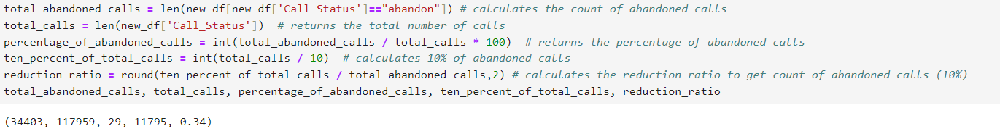 total_abandoned_calls = len(new_df[new_df['Call_Status']=="abandon"]) # calculates the count of abandoned calls
total_calls = len(new_df['Call_Status'])  # returns the total number of calls
percentage_of_abandoned_calls = int(total_abandoned_calls / total_calls * 100)  # returns the percentage of abandoned calls
ten_percent_of_total_calls = int(total_calls / 10)  # calculates 10% of abandoned calls
reduction_ratio = round(ten_percent_of_total_calls / total_abandoned_calls,2) # calculates the reduction_ratio to get count of abandoned_calls (10%)
total_abandoned_calls, total_calls, percentage_of_abandoned_calls, ten_percent_of_total_calls, reduction_ratio
(34403, 117959, 29, 11795, 0.34)